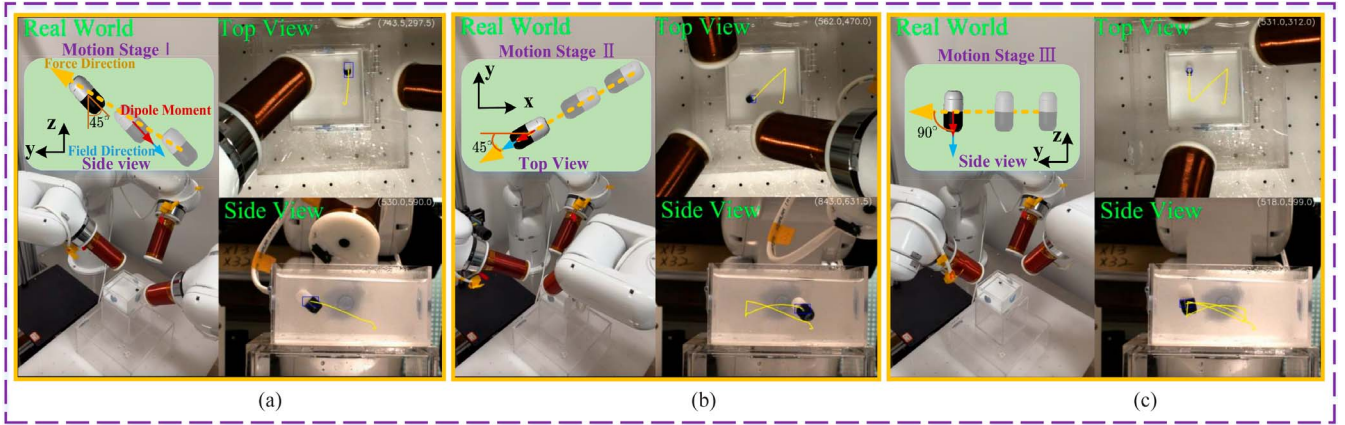 Real World
Motion Stage Ⅰ
Force Direction
45°
Dipole Moment
z
y
Field Direction
Side view
Top View
(743.5,297.5)
Side View
(530.0,590.0)
(a)
Real World
Motion Stage Ⅱ
y
x
45°
Top View
Top View
(562.0,470.0)
Side View
(843.0,631.5)
X13
X32
(b)
Real World
Motion Stage Ⅲ
90°
Side view
z
y
Top View
(531.0,312.0)
Side View
(518.0,599.0)
X32
(c)